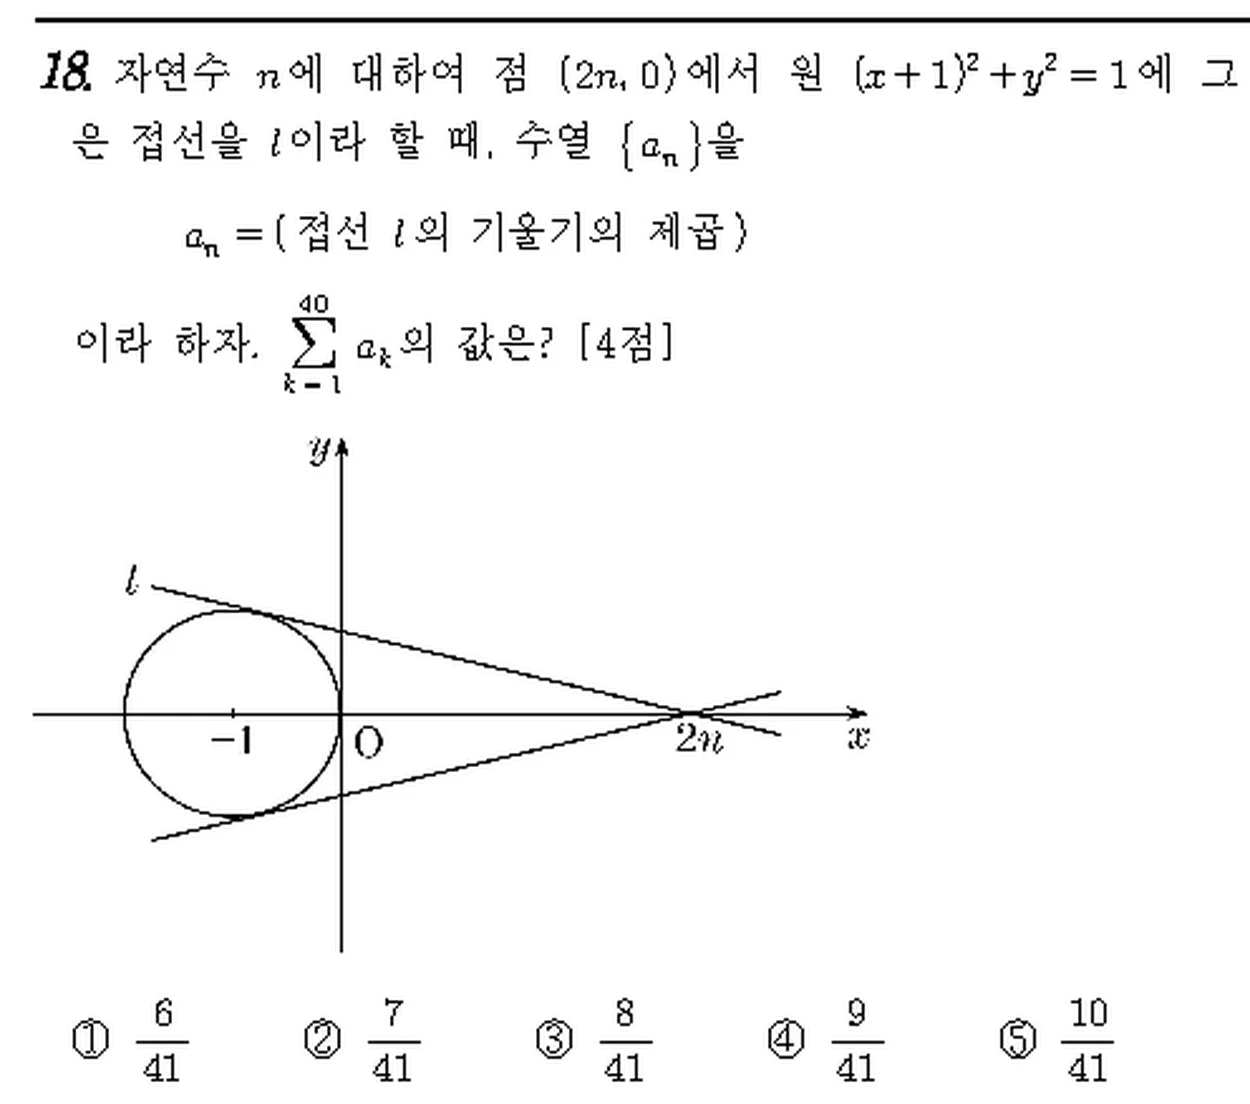 18. 자연수 n에 대하여 점 (2n, 0)에서 원 (x+1)²+y²=1에 그
은 접선을 l이라 할 때, 수열 {aₙ}을
aₙ=(접선 l의 기울기의 제곱)
이라 하자. ∑_{k=1}^{40} aₖ의 값은? [4점]
y
l
-1 O 2n x
① 6/41 ② 7/41 ③ 8/41 ④ 9/41 ⑤ 10/41